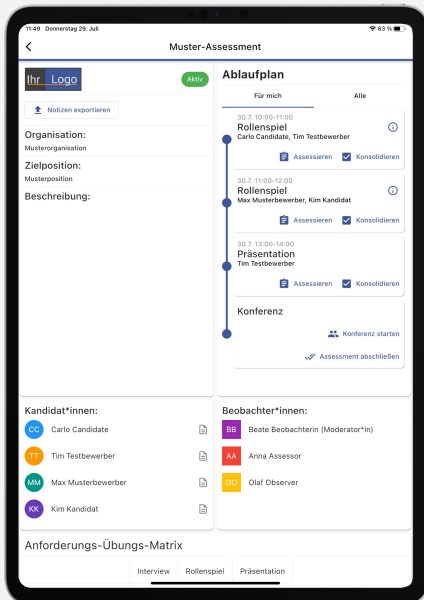 11:49 Donnerstag 29. Juli
63 %
Muster-Assessment
Ihr Logo
Aktiv
Notizen exportieren
Organisation:
Musterorganisation
Zielposition:
Musterposition
Beschreibung:
Ablaufplan
Für mich
Alle
30.7. 10:00-11:00
Rollenspiel
Carlo Candidate, Tim Testbewerber
Assessieren
Konsolidieren
30.7. 11:00-12:00
Rollenspiel
Max Musterbewerber, Kim Kandidat
Assessieren
Konsolidieren
30.7. 13:00-14:00
Präsentation
Tim Testbewerber
Assessieren
Konsolidieren
Konferenz
Konferenz starten
Assessment abschließen
Kandidat*innen:
CC Carlo Candidate
TT Tim Testbewerber
MM Max Musterbewerber
KK Kim Kandidat
Beobachter*innen:
BB Beate Beobachterin (Moderator*in)
AA Anna Assessor
OO Olaf Observer
Anforderungs-Übungs-Matrix
Interview
Rollenspiel
Präsentation